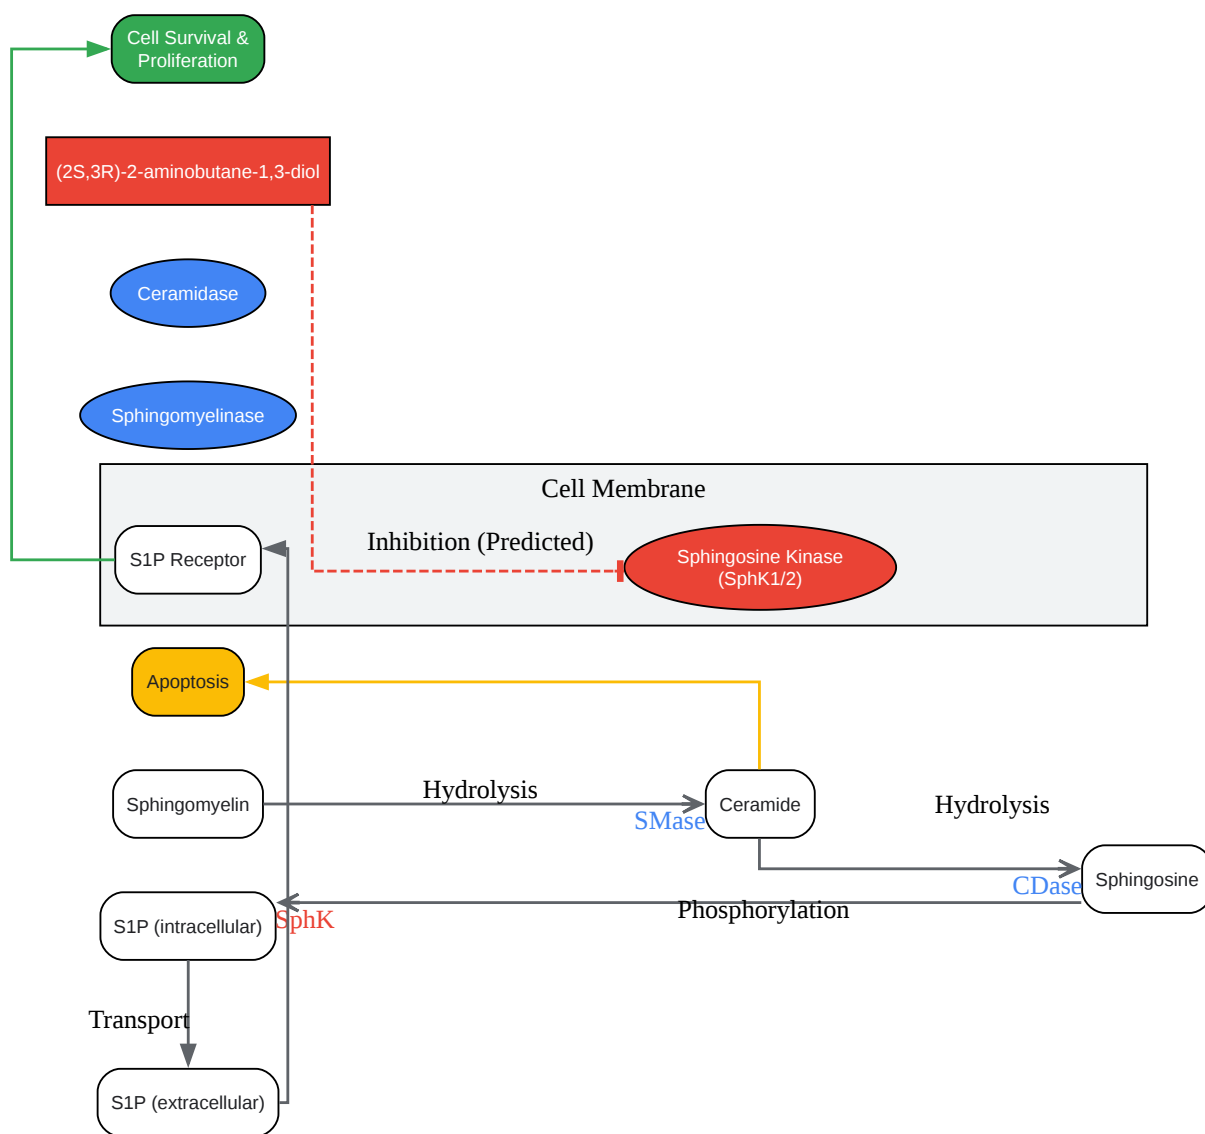 Cell Survival &
Proliferation
(2S,3R)-2-aminobutane-1,3-diol
Ceramidase
Sphingomyelinase
Cell Membrane
S1P Receptor
Inhibition (Predicted)
Sphingosine Kinase
(SphK1/2)
Apoptosis
Sphingomyelin
Hydrolysis
SMase
Ceramide
Hydrolysis
CDase
Sphingosine
S1P (intracellular)
SphK
Phosphorylation
Transport
S1P (extracellular)